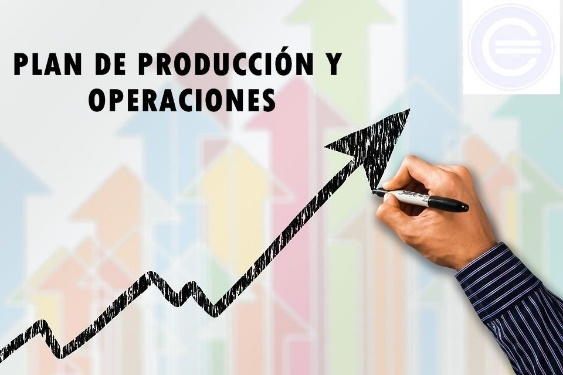 PLAN DE PRODUCCIÓN Y
OPERACIONES